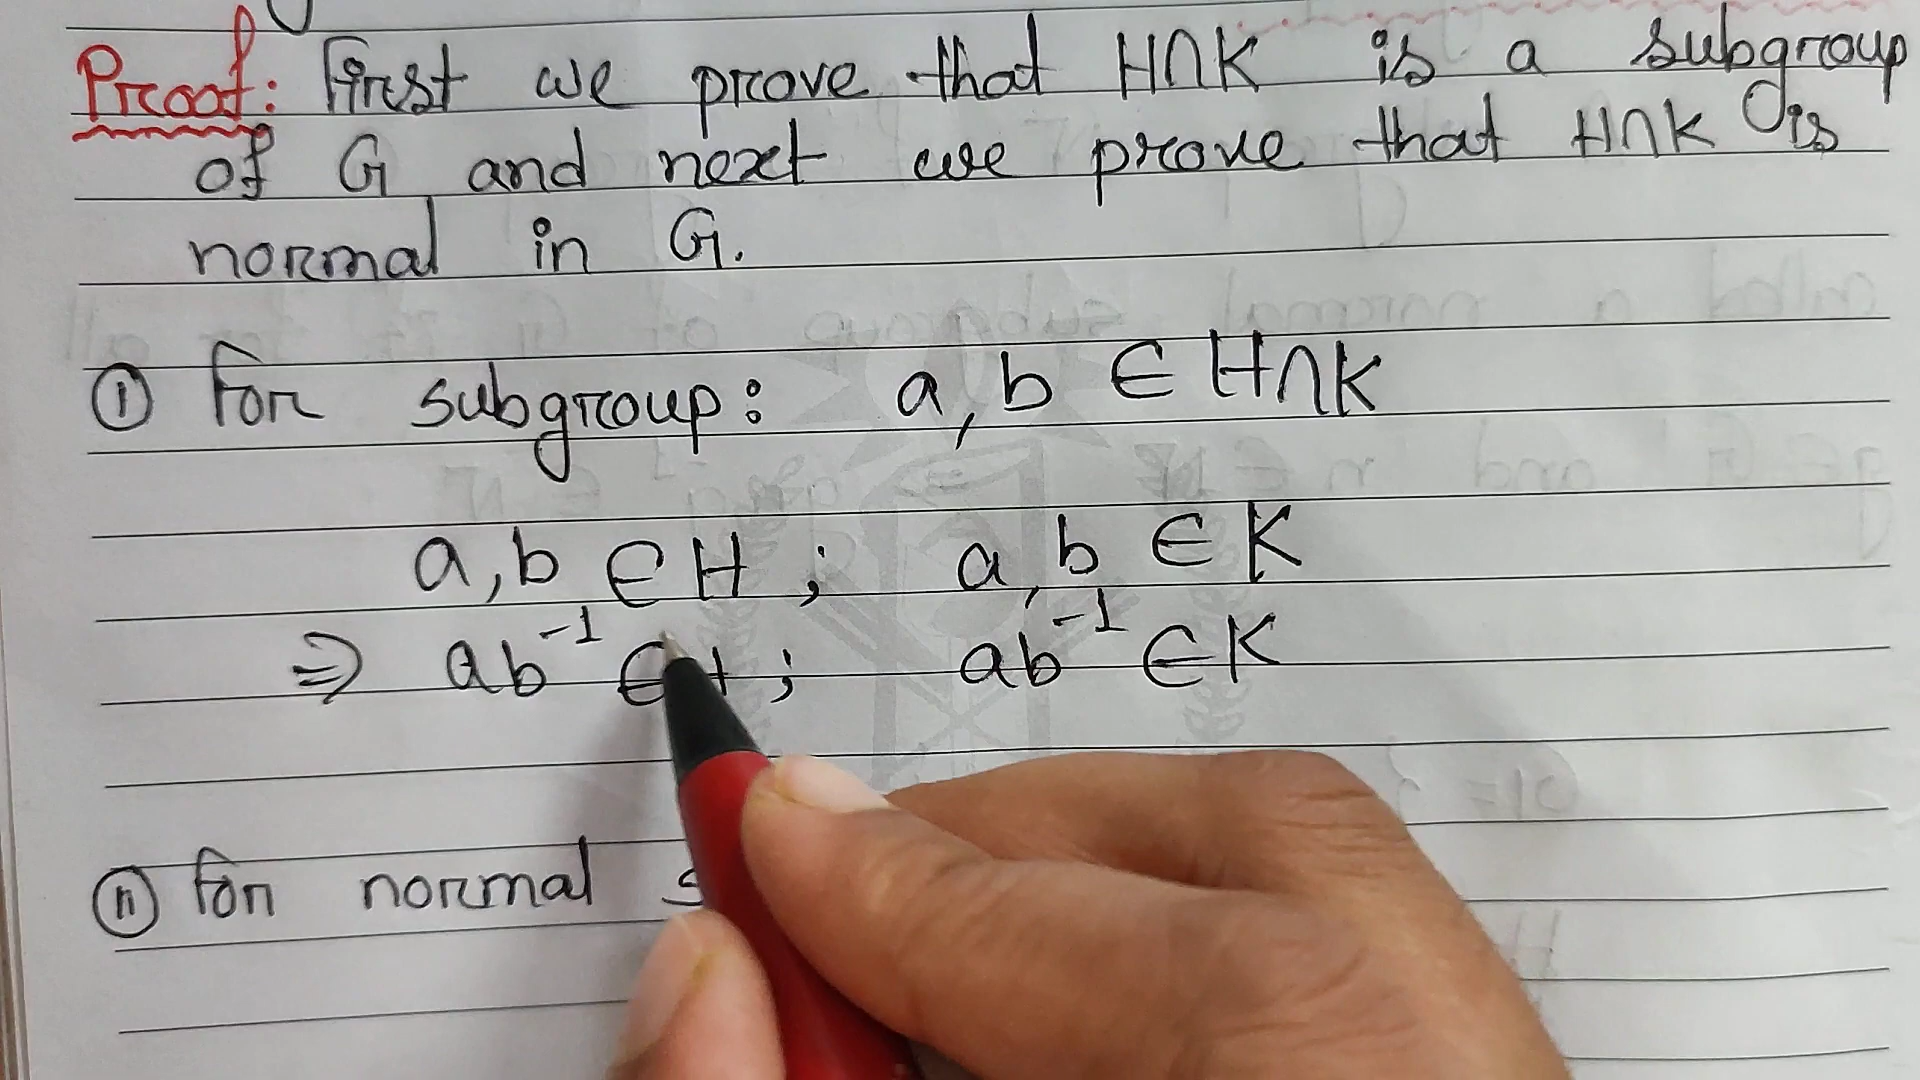 Proof: First we prove that H∩K is a subgroup
of G and next we prove that H∩K is
normal in G.
① For subgroup: a, b ∈ H∩K
a, b ∈ H ; a, b ∈ K
⇒ ab⁻¹ ∈ H ; ab⁻¹ ∈ K
⑪ For normal